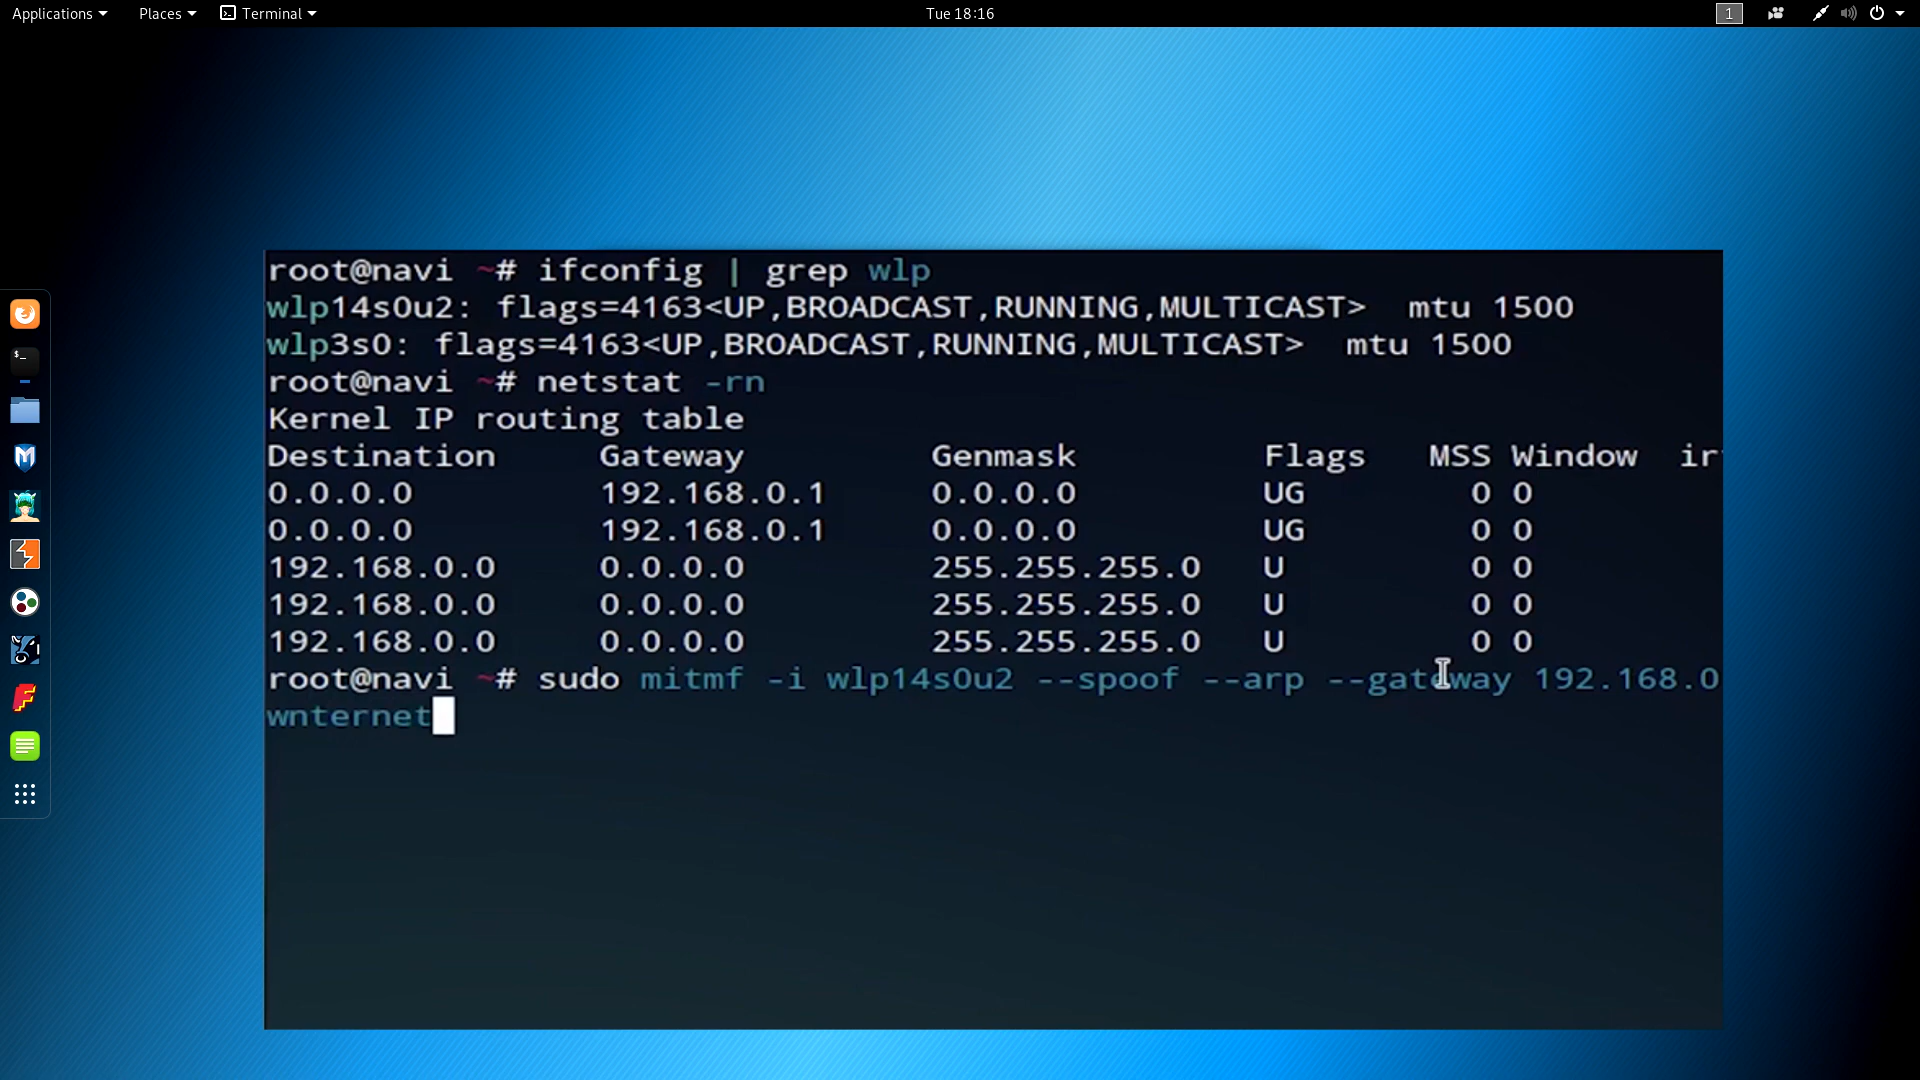 Applications Places Terminal Tue 18:16 1
root@navi ~# ifconfig | grep wlp
wlp14s0u2: flags=4163<UP,BROADCAST,RUNNING,MULTICAST> mtu 1500
wlp3s0: flags=4163<UP,BROADCAST,RUNNING,MULTICAST> mtu 1500
root@navi ~# netstat -rn
Kernel IP routing table
Destination Gateway Genmask Flags MSS Window ir
0.0.0.0 192.168.0.1 0.0.0.0 UG 0 0
0.0.0.0 192.168.0.1 0.0.0.0 UG 0 0
192.168.0.0 0.0.0.0 255.255.255.0 U 0 0
192.168.0.0 0.0.0.0 255.255.255.0 U 0 0
192.168.0.0 0.0.0.0 255.255.255.0 U 0 0
root@navi ~# sudo mitmf -i wlp14s0u2 --spoof --arp --gateway 192.168.0
wnternet